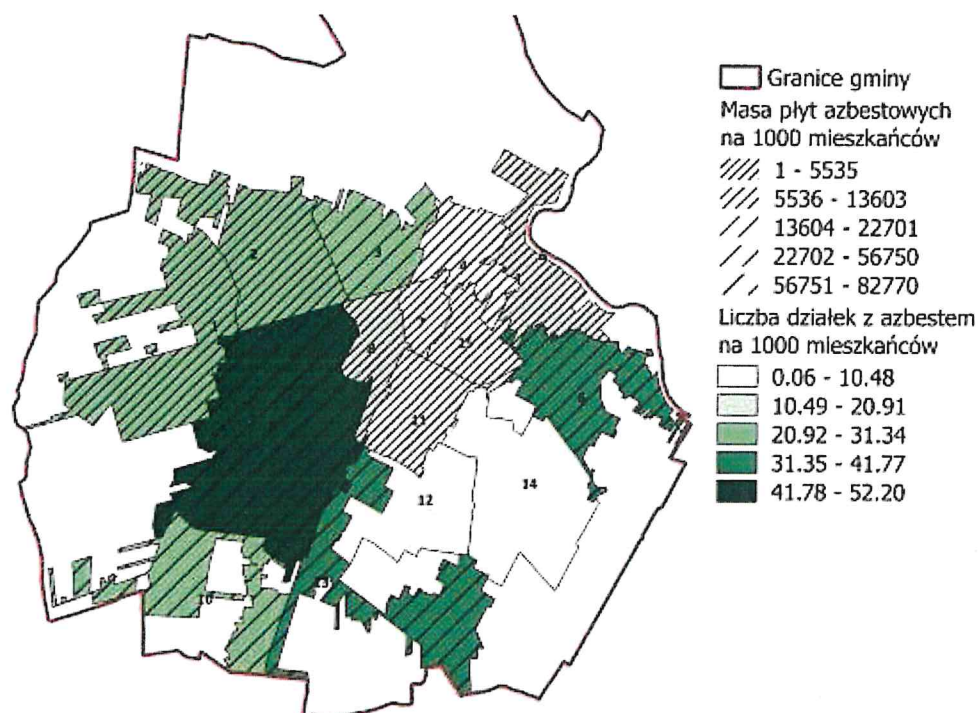 Granice gminy
Masa płyt azbestowych
na 1000 mieszkańców
1 - 5535
5536 - 13603
13604 - 22701
22702 - 56750
56751 - 82770
Liczba działek z azbestem
na 1000 mieszkańców
0.06 - 10.48
10.49 - 20.91
20.92 - 31.34
31.35 - 41.77
41.78 - 52.20
2
3
12
14